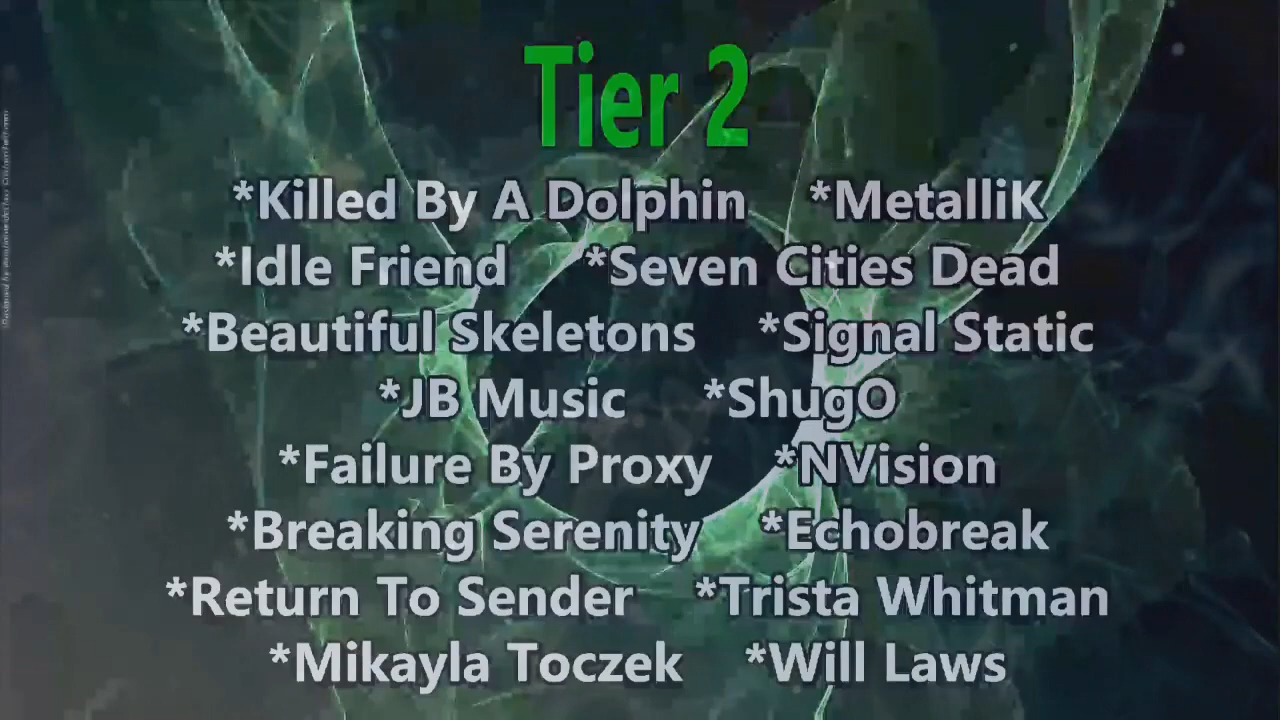 Tier 2
*Killed By A Dolphin *MetalliK
*Idle Friend *Seven Cities Dead
*Beautiful Skeletons *Signal Static
*JB Music *ShugO
*Failure By Proxy *NVision
*Breaking Serenity *Echobreak
*Return To Sender *Trista Whitman
*Mikayla Toczek *Will Laws